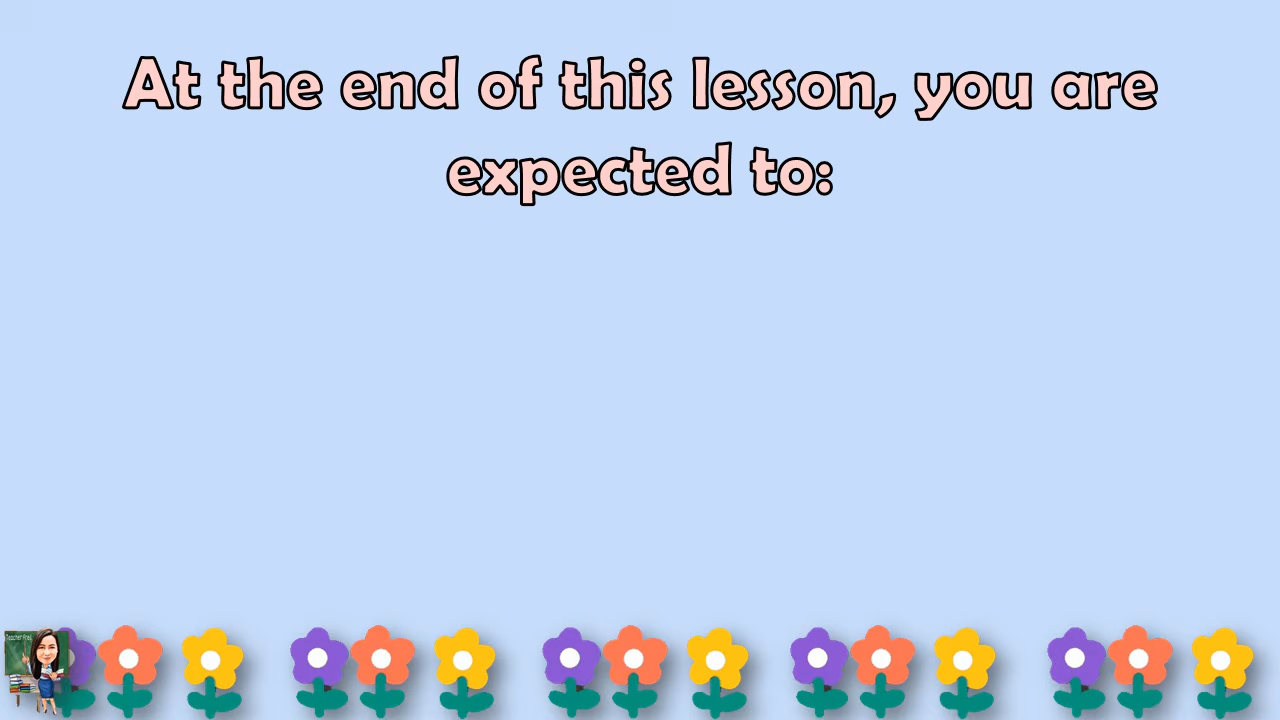 At the end of this lesson, you are
expected to: